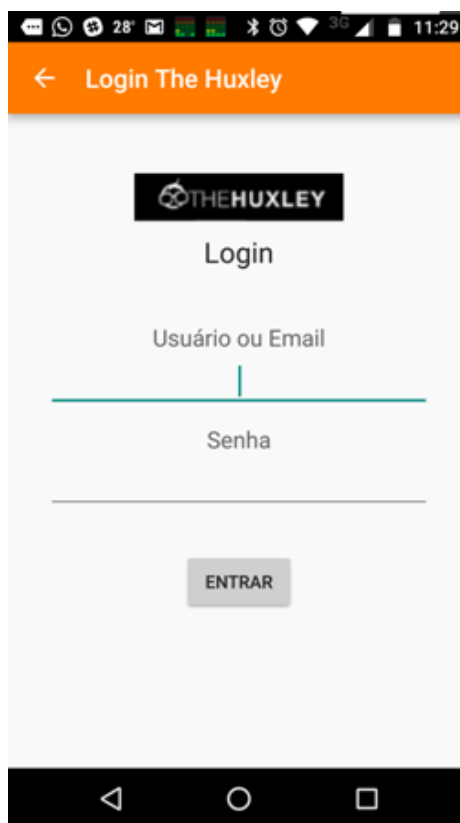 28° 3G 11:29
Login The Huxley
THEHUXLEY
Login
Usuário ou Email
Senha
ENTRAR